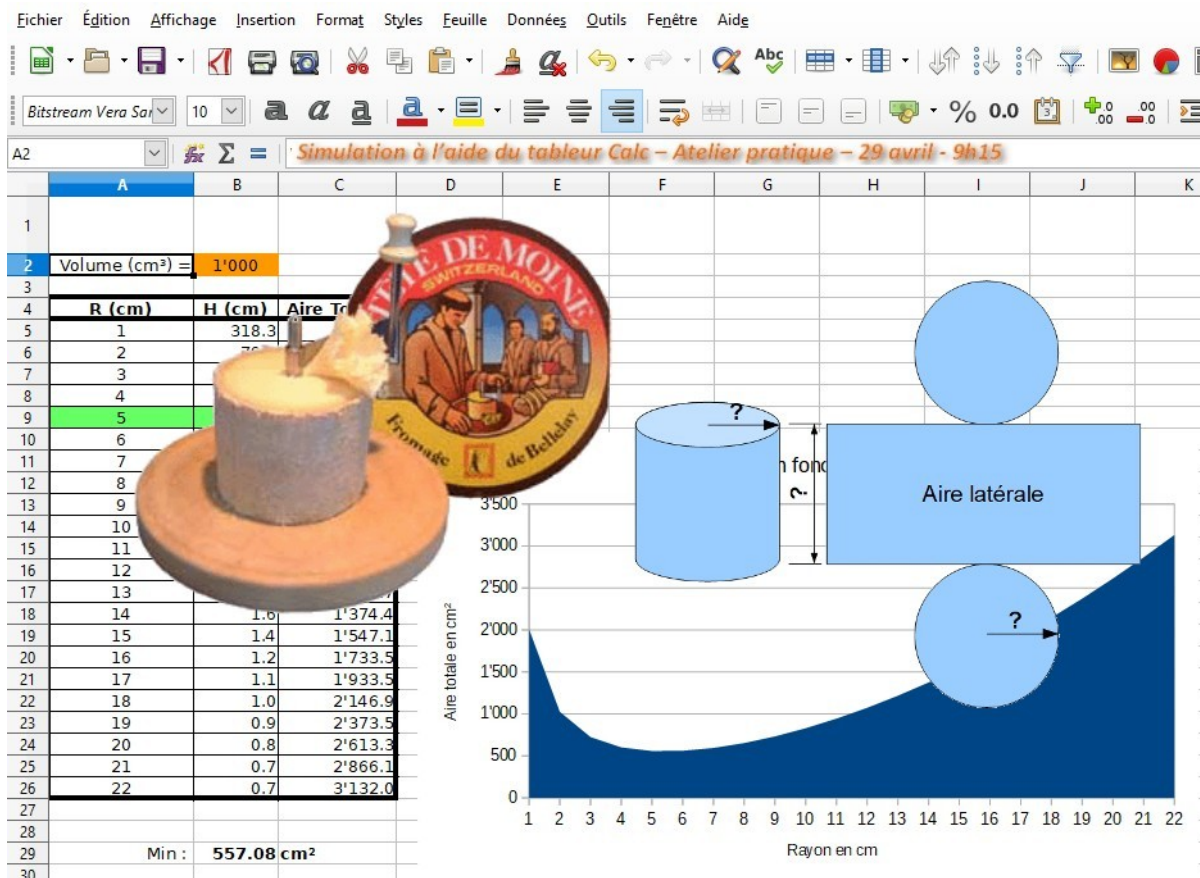 Fichier Édition Affichage Insertion Format Styles Feuille Données Outils Fenêtre Aide
Abc
Bitstream Vera Sar 10 a a a a % 0.0
A2 Simulation à l'aide du tableur Calc – Atelier pratique – 29 avril - 9h15
A B C D E F G H I J K
1
2 Volume (cm³) = 1'000
3
4 R (cm) H (cm) Aire To
5 1 318.3
6 2
7 3
8 4
9 5
10 6
11 7
12 8
13 9
14 10
15 11
16 12
17 13
18 14 1.6 1'374.4
19 15 1.4 1'547.1
20 16 1.2 1'733.5
21 17 1.1 1'933.5
22 18 1.0 2'146.9
23 19 0.9 2'373.5
24 20 0.8 2'613.3
25 21 0.7 2'866.1
26 22 0.7 3'132.0
27
28
29 Min : 557.08 cm²
30
TÊTE DE MOINE
SWITZERLAND
Fromage de Bellelay
?
?
n fonc
Aire latérale
?
3'500
3'000
2'500
2'000
1'500
1'000
500
0
Aire totale en cm²
1 2 3 4 5 6 7 8 9 10 11 12 13 14 15 16 17 18 19 20 21 22
Rayon en cm